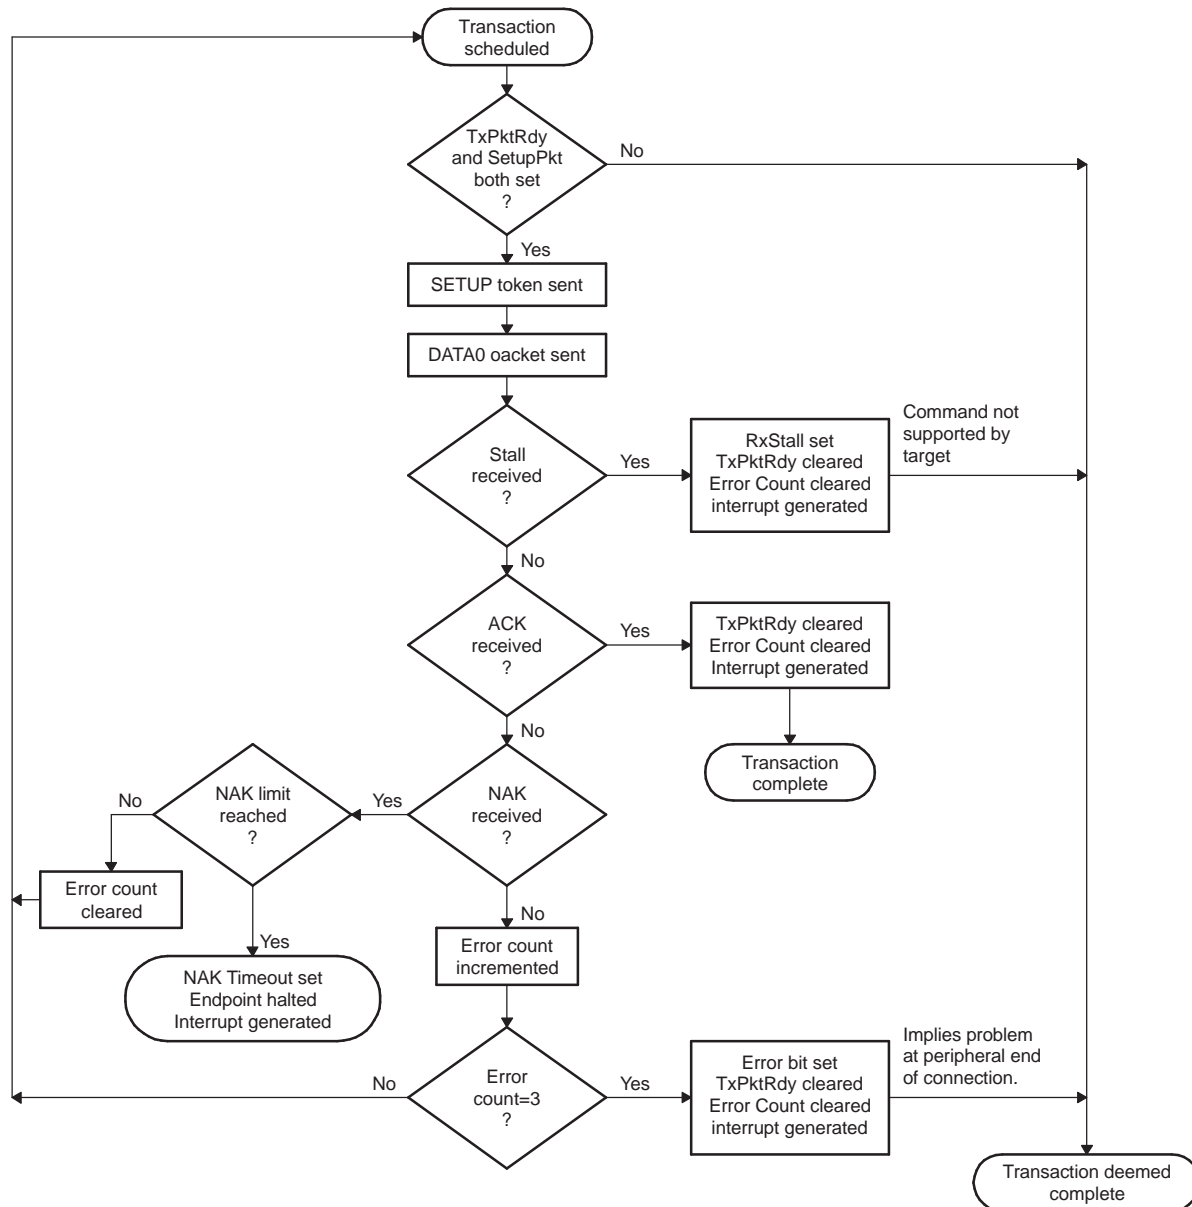 Transaction
scheduled
TxPktRdy
and SetupPkt
both set
?
No
Yes
SETUP token sent
DATA0 oacket sent
Stall
received
?
Yes
RxStall set
TxPktRdy cleared
Error Count cleared
interrupt generated
Command not
supported by
target
No
ACK
received
?
Yes
TxPktRdy cleared
Error Count cleared
Interrupt generated
No
Transaction
complete
NAK
received
?
Yes
NAK limit
reached
?
No
Error count
cleared
Yes
NAK Timeout set
Endpoint halted
Interrupt generated
No
Error count
incremented
Error
count=3
?
No
Yes
Error bit set
TxPktRdy cleared
Error Count cleared
interrupt generated
Implies problem
at peripheral end
of connection.
Transaction deemed
complete